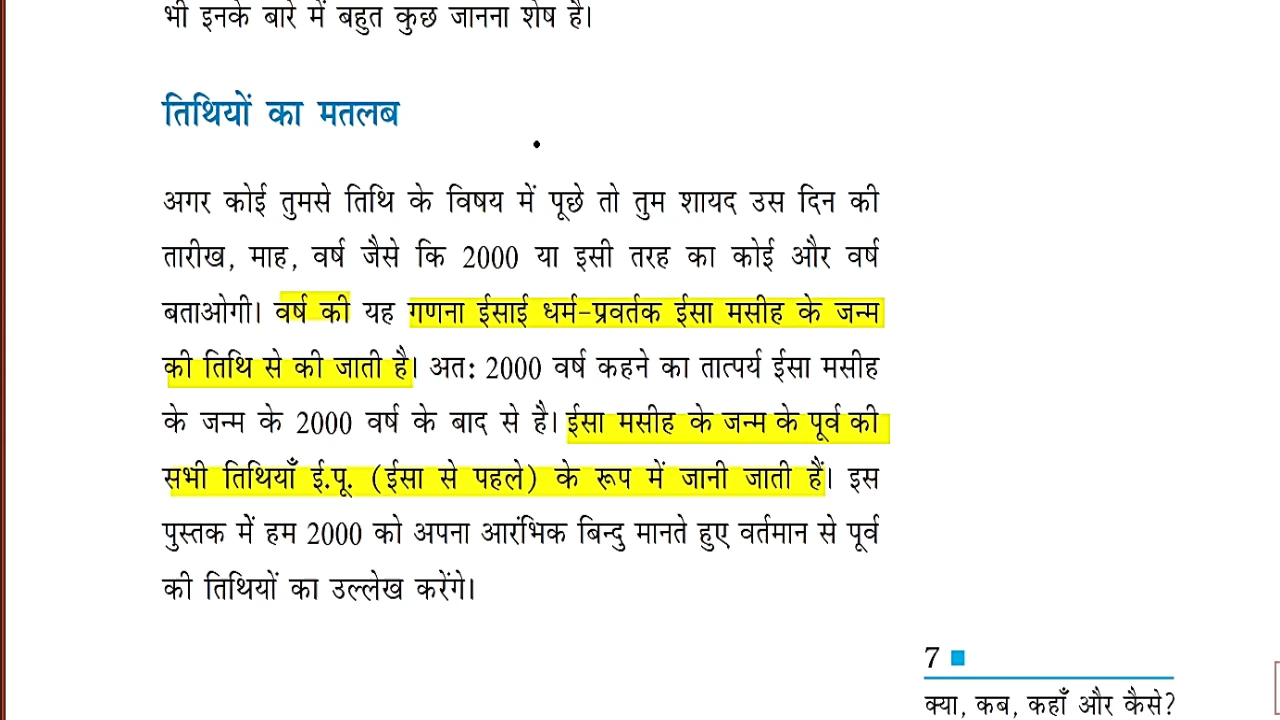 भी इनके बारे में बहुत कुछ जानना शेष है।
तिथियों का मतलब
अगर कोई तुमसे तिथि के विषय में पूछे तो तुम शायद उस दिन की
तारीख, माह, वर्ष जैसे कि 2000 या इसी तरह का कोई और वर्ष
बताओगी। वर्ष की यह गणना ईसाई धर्म-प्रवर्तक ईसा मसीह के जन्म
की तिथि से की जाती है। अत: 2000 वर्ष कहने का तात्पर्य ईसा मसीह
के जन्म के 2000 वर्ष के बाद से है। ईसा मसीह के जन्म के पूर्व की
सभी तिथियाँ ई.पू. (ईसा से पहले) के रूप में जानी जाती हैं। इस
पुस्तक में हम 2000 को अपना आरंभिक बिन्दु मानते हुए वर्तमान से पूर्व
की तिथियों का उल्लेख करेंगे।
7
क्या, कब, कहाँ और कैसे?